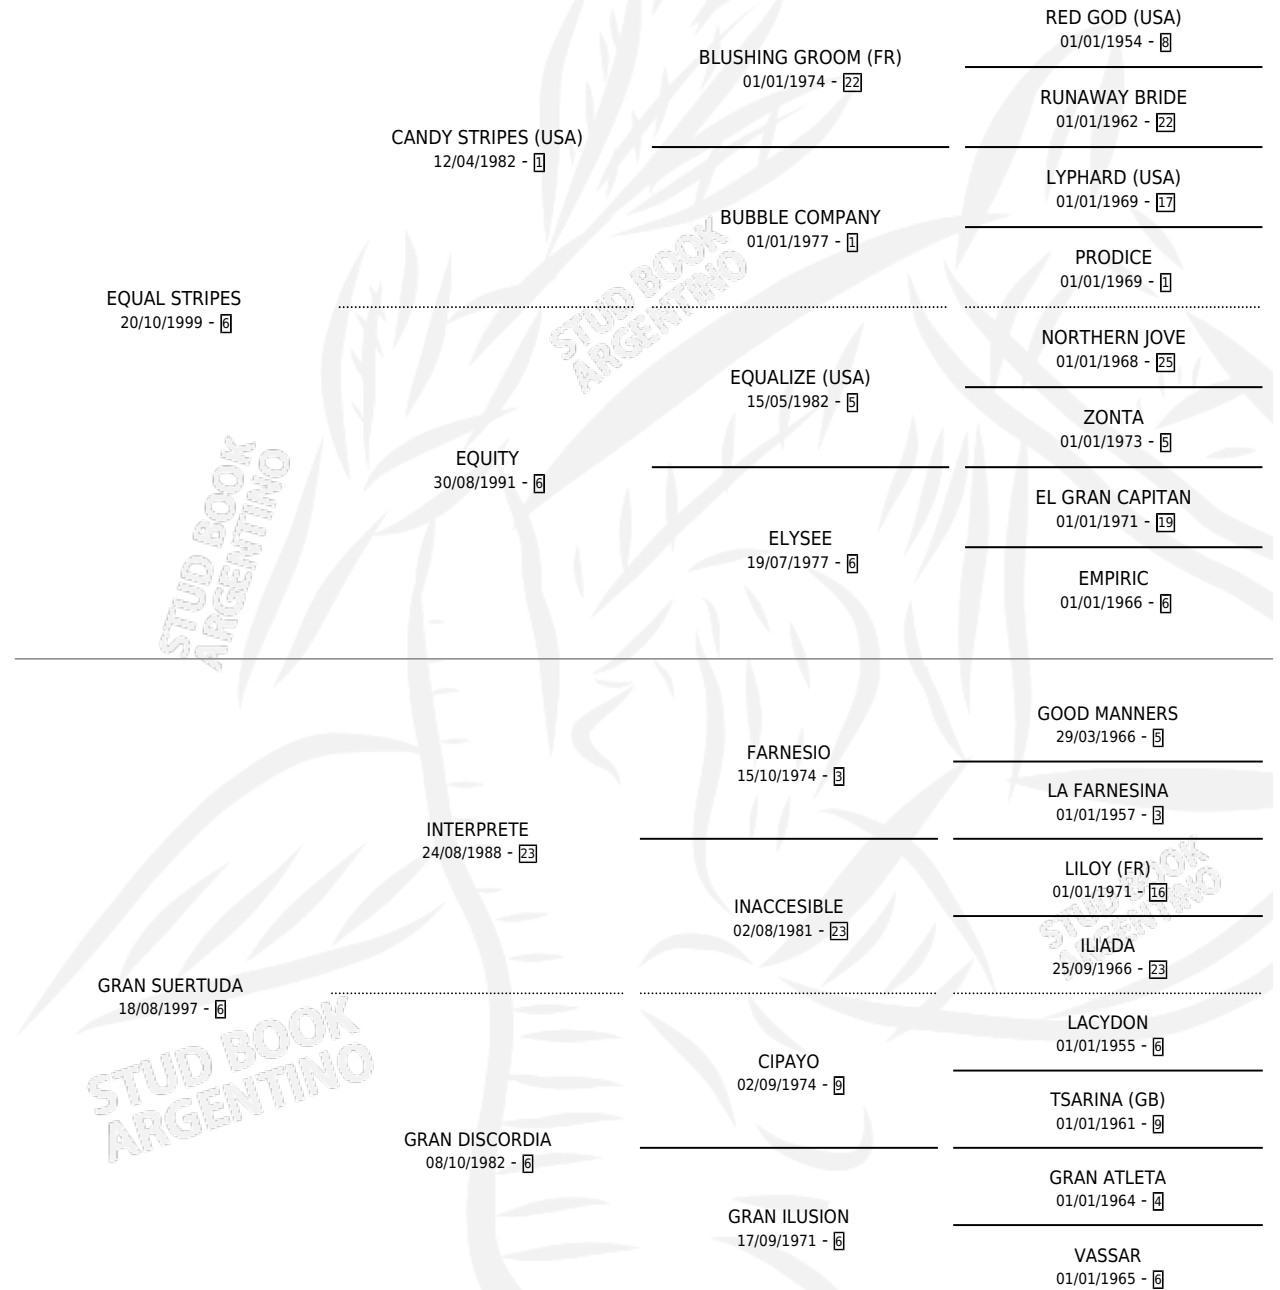 RED GOD (USA)
01/01/1954 - 8
BLUSHING GROOM (FR)
01/01/1974 - 22
RUNAWAY BRIDE
01/01/1962 - 22
CANDY STRIPES (USA)
12/04/1982 - 1
LYPHARD (USA)
01/01/1969 - 17
BUBBLE COMPANY
01/01/1977 - 1
PRODICE
01/01/1969 - 1
EQUAL STRIPES
20/10/1999 - 6
STUD BOOK
ARGENTINO
NORTHERN JOVE
01/01/1968 - 25
EQUALIZE (USA)
15/05/1982 - 5
ZONTA
01/01/1973 - 5
EQUITY
30/08/1991 - 6
EL GRAN CAPITAN
01/01/1971 - 19
ELYSEE
19/07/1977 - 6
EMPIRIC
01/01/1966 - 6
STUD BOOK
ARGENTINO
GOOD MANNERS
29/03/1966 - 5
FARNESIO
15/10/1974 - 3
LA FARNESINA
01/01/1957 - 3
INTERPRETE
24/08/1988 - 23
LILOY (FR)
01/01/1971 - 16
STUD BOOK
ARGENTINO
INACCESIBLE
02/08/1981 - 23
ILIADA
25/09/1966 - 23
GRAN SUERTUDA
18/08/1997 - 6
STUD BOOK
ARGENTINO
LACYDON
01/01/1955 - 6
CIPAYO
02/09/1974 - 9
TSARINA (GB)
01/01/1961 - 9
GRAN DISCORDIA
08/10/1982 - 6
GRAN ATLETA
01/01/1964 - 4
GRAN ILUSION
17/09/1971 - 6
VASSAR
01/01/1965 - 6